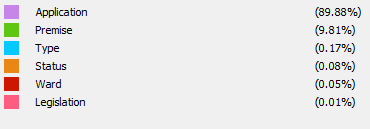 Application (89.88%)
Premise (9.81%)
Type (0.17%)
Status (0.08%)
Ward (0.05%)
Legislation (0.01%)